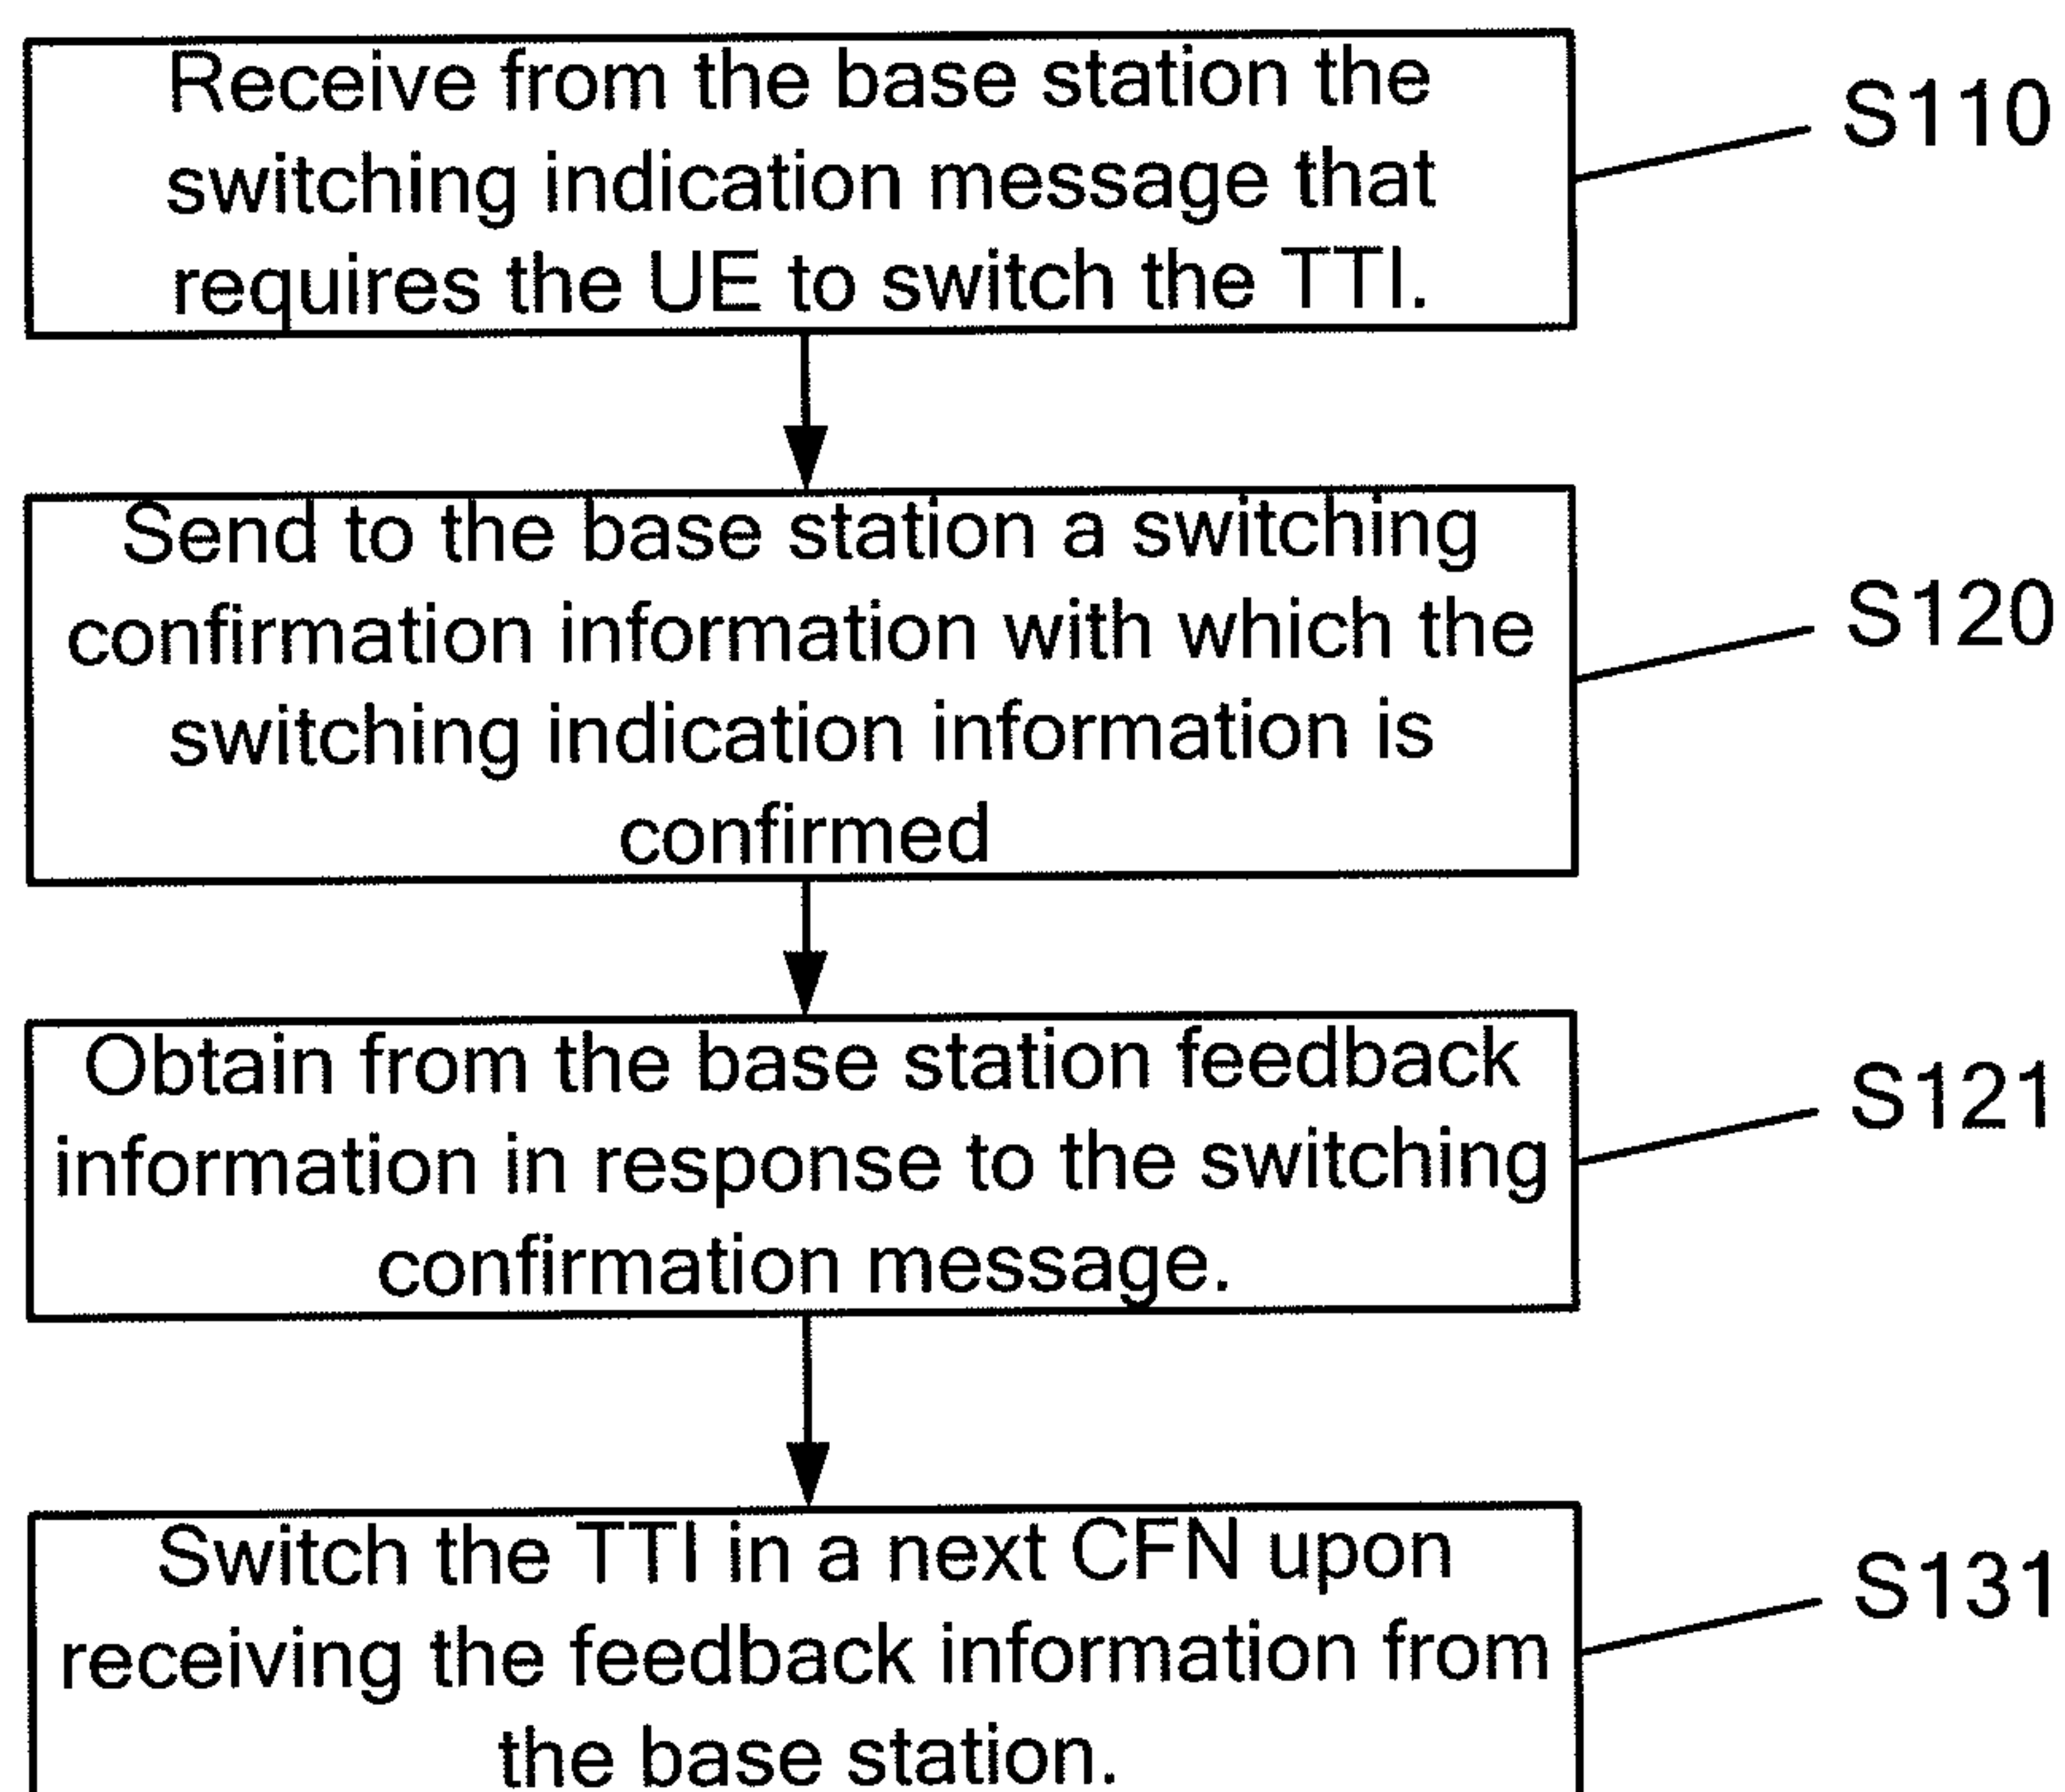 Receive from the base station the
switching indication message that
requires the UE to switch the TTI.
S110
Send to the base station a switching
confirmation information with which the
switching indication information is
confirmed
S120
Obtain from the base station feedback
information in response to the switching
confirmation message.
S121
Switch the TTI in a next CFN upon
receiving the feedback information from
the base station.
S131